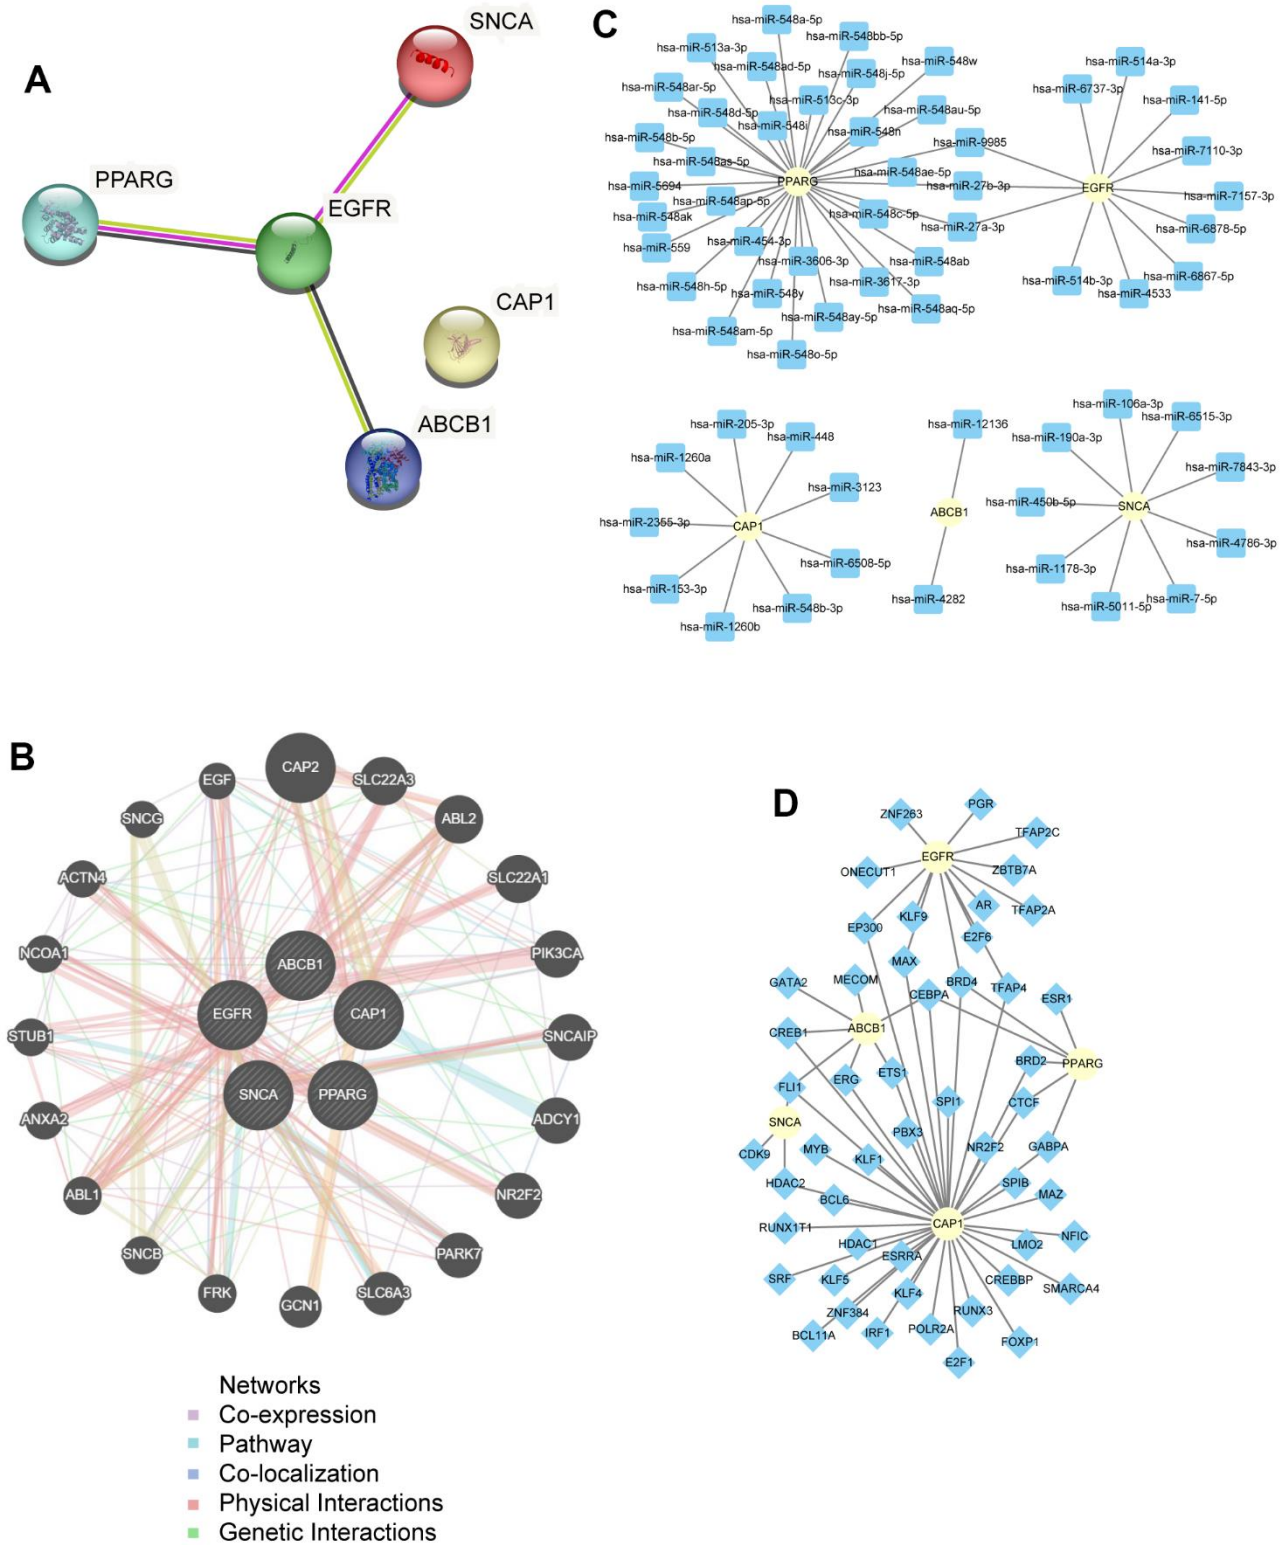 A
SNCA
PPARG
EGFR
CAP1
ABCB1
C
hsa-miR-548a-5p
hsa-miR-513a-3p
hsa-miR-548bb-5p
hsa-miR-548ad-5p
hsa-miR-548j-5p
hsa-miR-548w
hsa-miR-548ar-5p
hsa-miR-513c-3p
hsa-miR-548d-5p
hsa-miR-548au-5p
hsa-miR-548i
hsa-miR-548n
hsa-miR-548b-5p
hsa-miR-9985
hsa-miR-548as-5p
hsa-miR-548ae-5p
PPARG
hsa-miR-5694
hsa-miR-27b-3p
hsa-miR-548ap-5p
hsa-miR-548ak
hsa-miR-548c-5p
hsa-miR-27a-3p
hsa-miR-559
hsa-miR-454-3p
hsa-miR-3606-3p
hsa-miR-548ab
hsa-miR-548h-5p
hsa-miR-3617-3p
hsa-miR-548y
hsa-miR-548aq-5p
hsa-miR-548ay-5p
hsa-miR-548am-5p
hsa-miR-548o-5p
hsa-miR-514a-3p
hsa-miR-6737-3p
hsa-miR-141-5p
hsa-miR-7110-3p
EGFR
hsa-miR-7157-3p
hsa-miR-6878-5p
hsa-miR-514b-3p
hsa-miR-6867-5p
hsa-miR-4533
hsa-miR-205-3p
hsa-miR-448
hsa-miR-1260a
hsa-miR-3123
hsa-miR-2355-3p
CAP1
hsa-miR-6508-5p
hsa-miR-153-3p
hsa-miR-548b-3p
hsa-miR-1260b
hsa-miR-12136
ABCB1
hsa-miR-4282
hsa-miR-106a-3p
hsa-miR-6515-3p
hsa-miR-190a-3p
hsa-miR-7843-3p
hsa-miR-450b-5p
SNCA
hsa-miR-4786-3p
hsa-miR-1178-3p
hsa-miR-7-5p
hsa-miR-5011-5p
B
CAP2
EGF
SLC22A3
SNCG
ABL2
ACTN4
SLC22A1
NCOA1
PIK3CA
ABCB1
EGFR
CAP1
STUB1
SNCAIP
SNCA
PPARG
ANXA2
ADCY1
ABL1
NR2F2
SNCB
PARK7
FRK
SLC6A3
GCN1
Networks
Co-expression
Pathway
Co-localization
Physical Interactions
Genetic Interactions
D
ZNF263
PGR
TFAP2C
EGFR
ONECUT1
ZBTB7A
AR
TFAP2A
KLF9
EP300
E2F6
MAX
GATA2
MECOM
BRD4
TFAP4
CEBPA
ESR1
CREB1
ABCB1
BRD2
PPARG
FLI1
ERG
ETS1
SPI1
CTCF
SNCA
PBX3
CDK9
MYB
KLF1
NR2F2
GABPA
HDAC2
SPIB
BCL6
MAZ
RUNX1T1
CAP1
HDAC1
NFIC
ESRRA
LMO2
SRF
KLF5
CREBBP
SMARCA4
KLF4
ZNF384
RUNX3
BCL11A
IRF1
POLR2A
FOXP1
E2F1